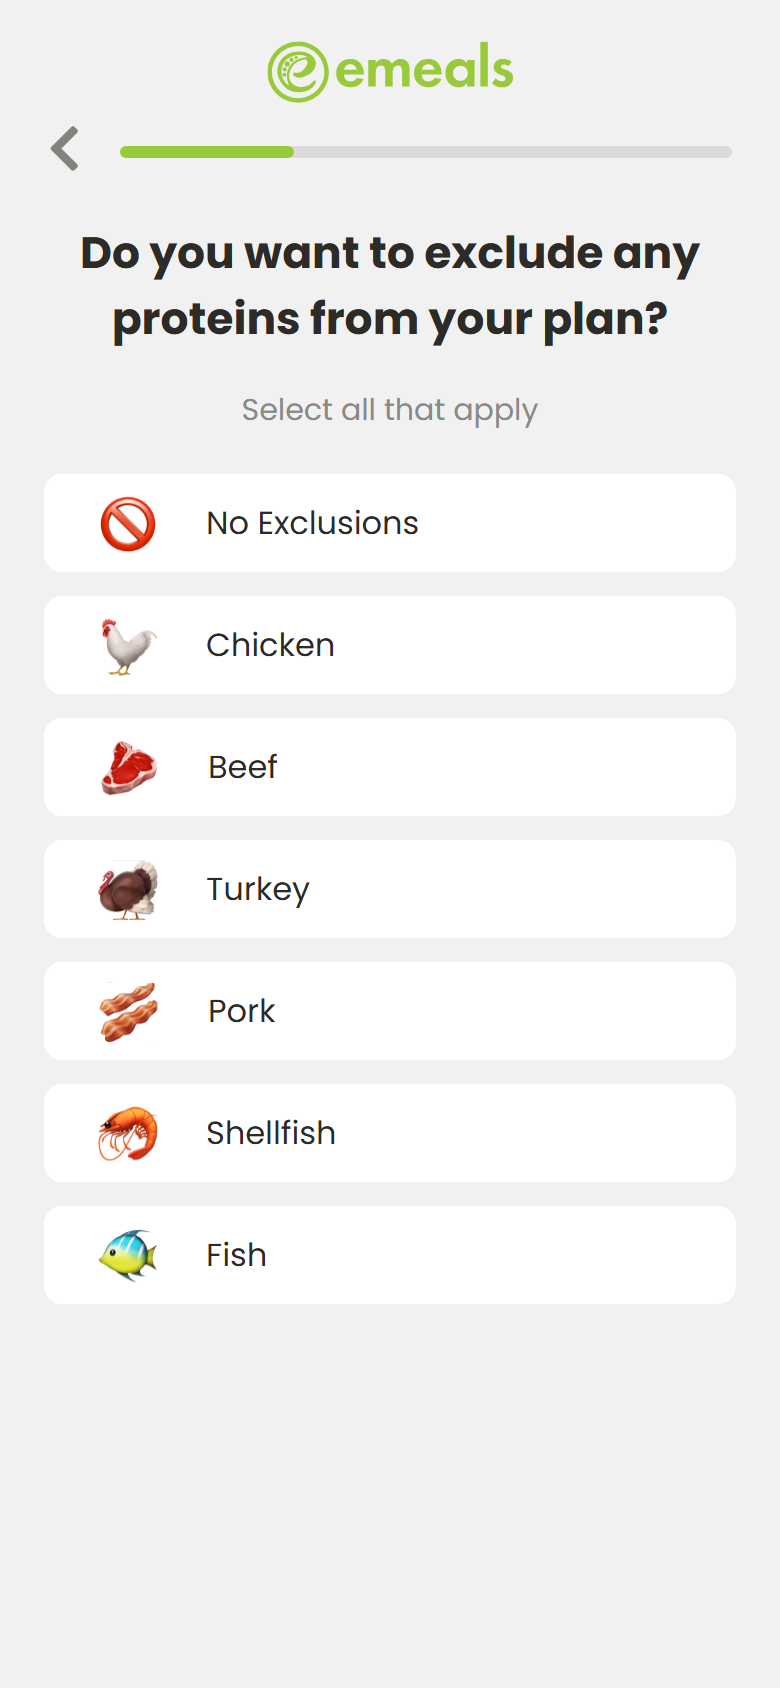 emeals
Do you want to exclude any
proteins from your plan?
Select all that apply
No Exclusions
Chicken
Beef
Turkey
Pork
Shellfish
Fish